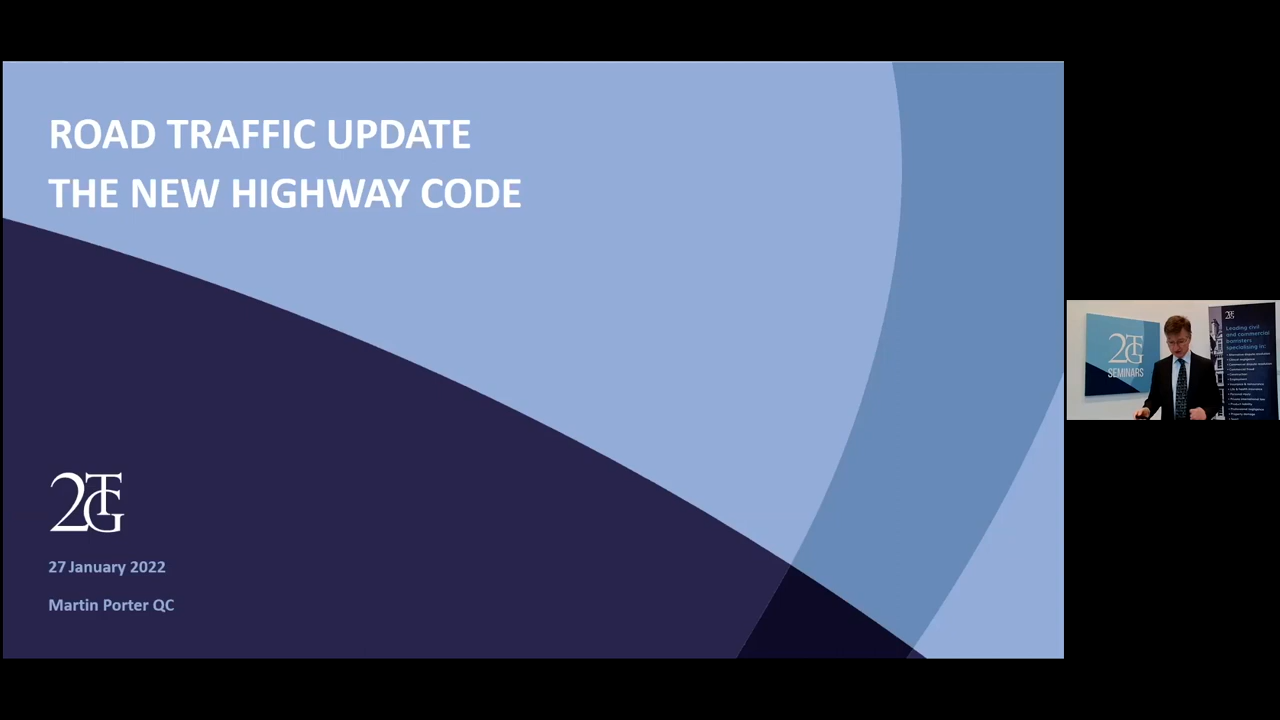 ROAD TRAFFIC UPDATE
THE NEW HIGHWAY CODE
2TG
27 January 2022
Martin Porter QC
2TG
SEMINARS
2TG
Leading civil
and commercial
barristers
specialising in: